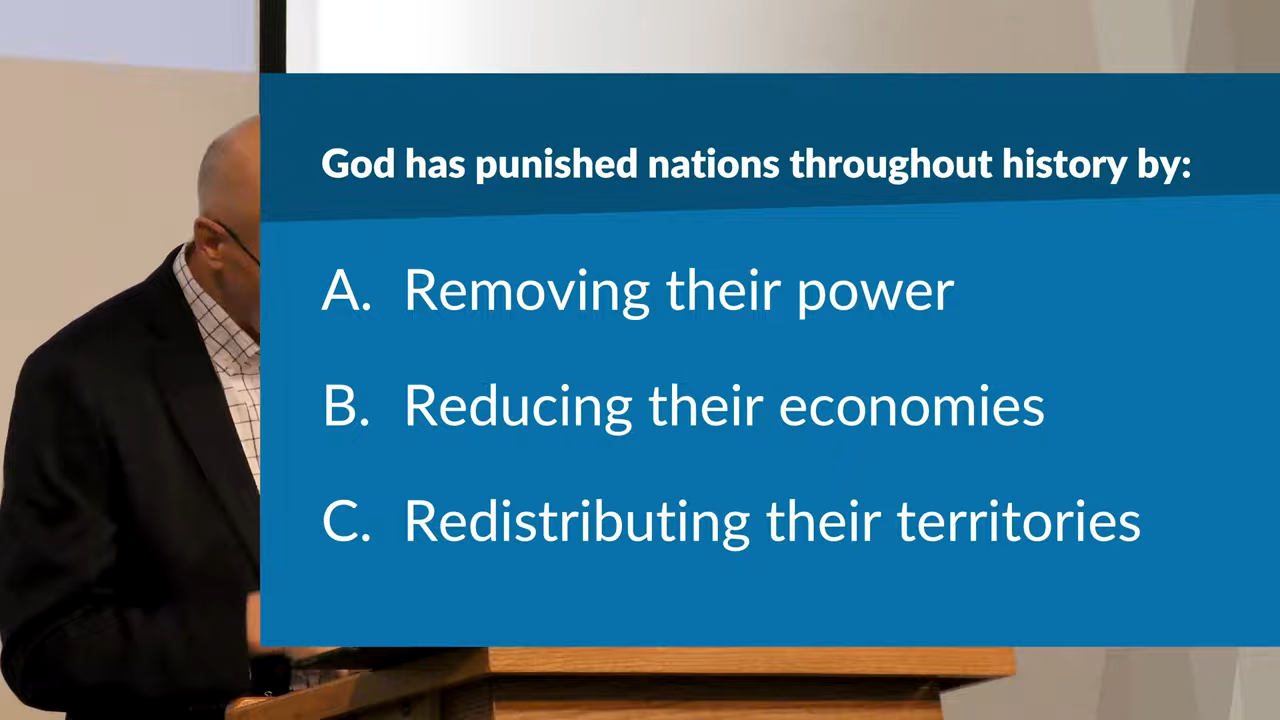 God has punished nations throughout history by:
A. Removing their power
B. Reducing their economies
C. Redistributing their territories